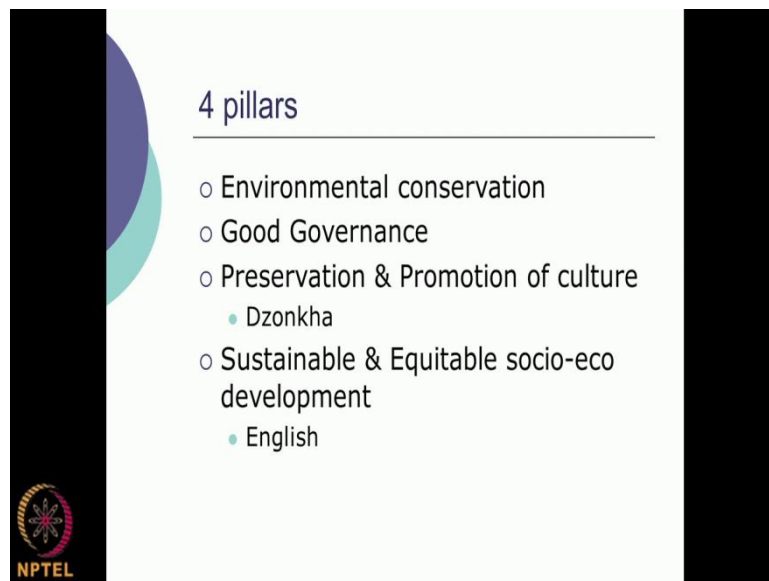 4 pillars
Environmental conservation
Good Governance
Preservation & Promotion of culture
Dzonkha
Sustainable & Equitable socio-eco
development
English
NPTEL